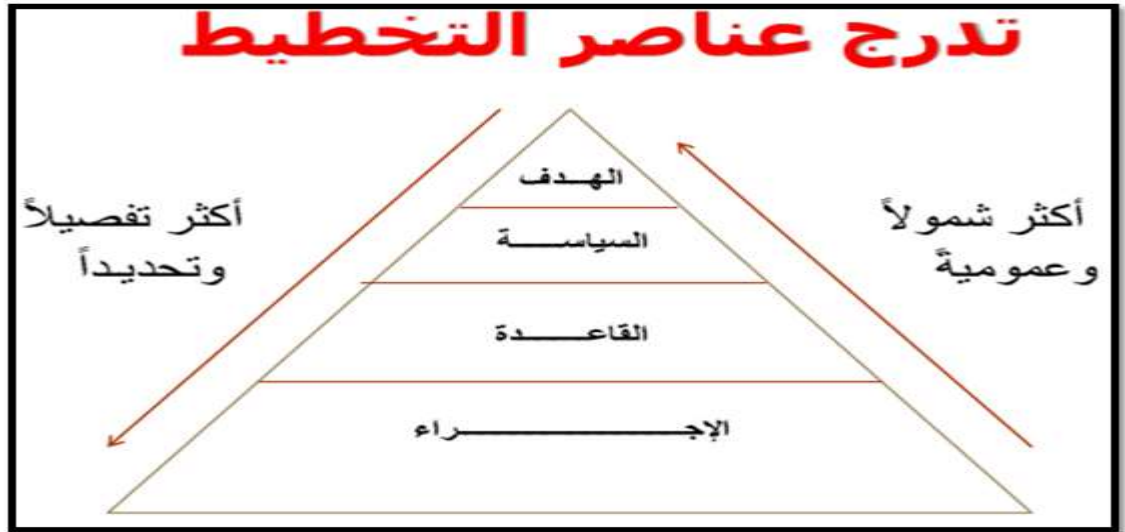 تدرج عناصر التخطيط
الهدف
السياسة
القاعدة
الإجراء
أكثر شمولاً
وعموميةً
أكثر تفصيلاً
وتحديداً